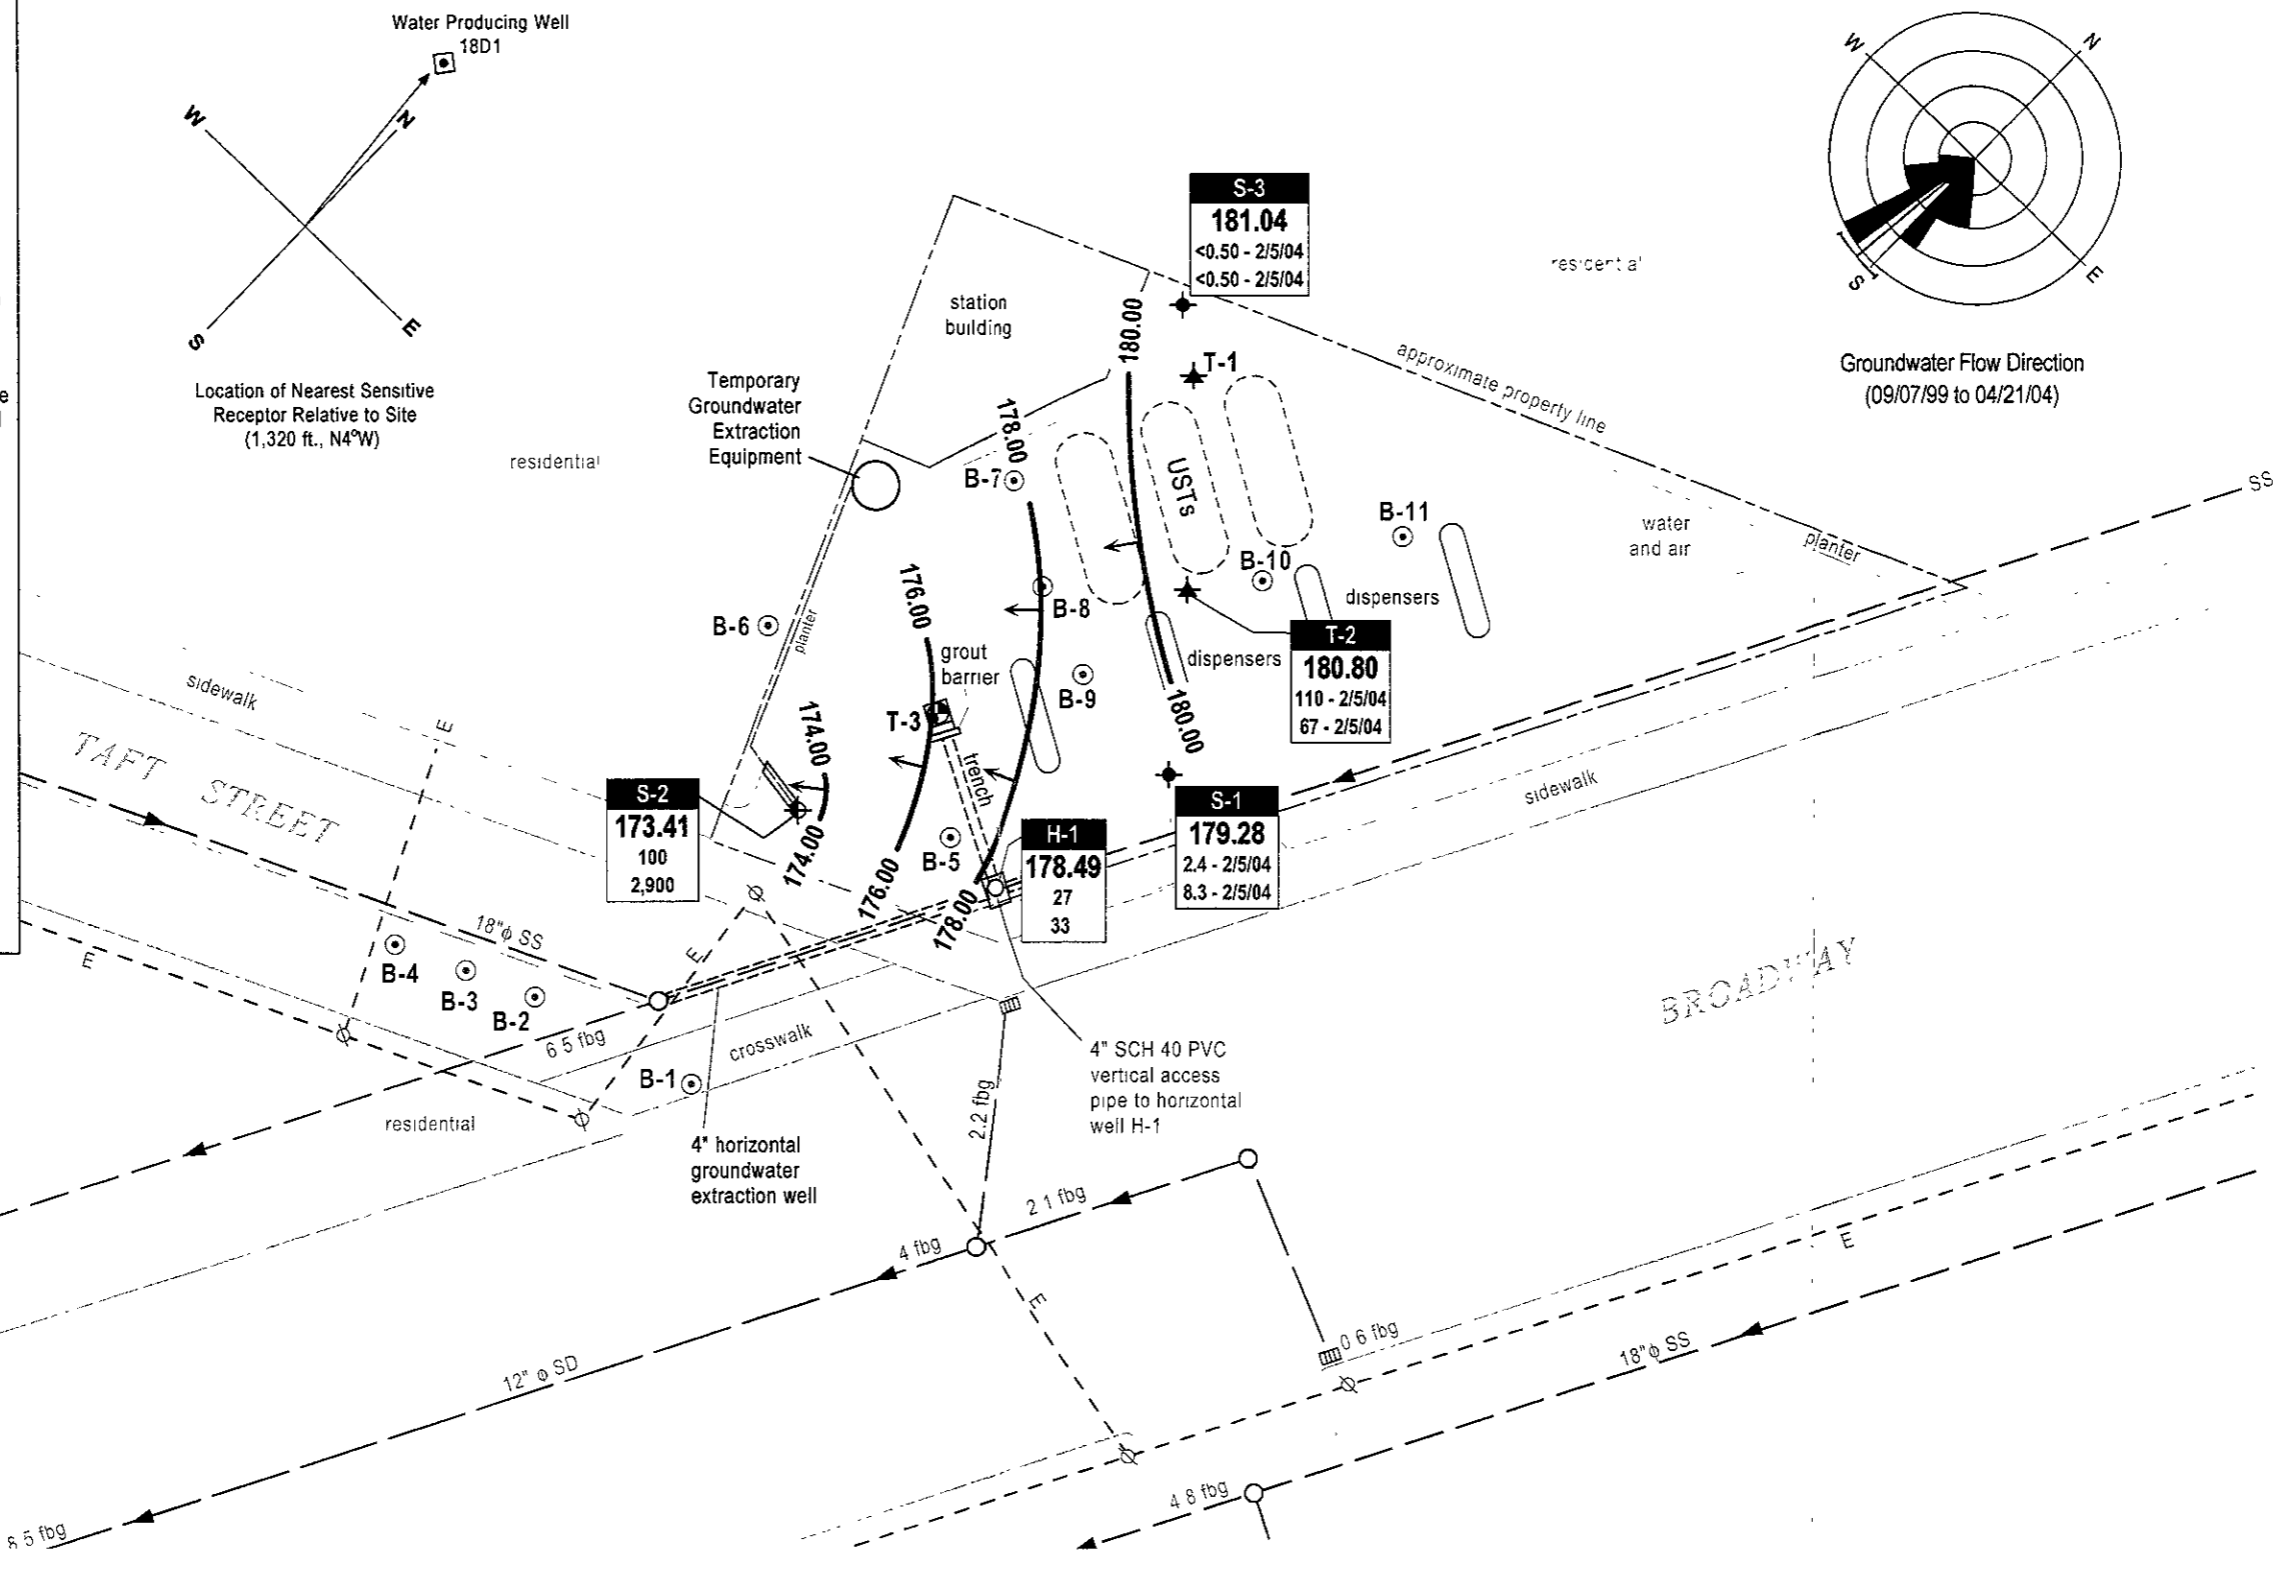 Water Producing Well
18D1
W
N
S
E
Location of Nearest Sensitive
Receptor Relative to Site
(1,320 ft., N4°W)
W
N
S
E
Groundwater Flow Direction
(09/07/99 to 04/21/04)
S-3
181.04
<0.50 - 2/5/04
<0.50 - 2/5/04
station
building
180.00
T-1
approximate property line
Temporary
Groundwater
Extraction
Equipment
residential
178.00
B-7
USTs
B-11
B-10
water
and air
planter
SS
dispensers
B-8
B-6
planter
176.00
grout
barrier
dispensers
T-2
180.80
110 - 2/5/04
67 - 2/5/04
B-9
180.00
T-3
174.00
trench
sidewalk
E
TAFT STREET
S-2
173.41
100
2,900
174.00
176.00
B-5
178.00
H-1
178.49
27
33
S-1
179.28
2.4 - 2/5/04
8.3 - 2/5/04
sidewalk
BROADWAY
18"ϕ SS
E
E
B-4
B-3
B-2
6 5 fbg
crosswalk
B-1
residential
4" horizontal
groundwater
extraction well
2.2 fbg
4" SCH 40 PVC
vertical access
pipe to horizontal
well H-1
2 1 fbg
4 fbg
E
E
0 6 fbg
18"ϕ SS
12" ϕ SD
4 8 fbg
5 fbg